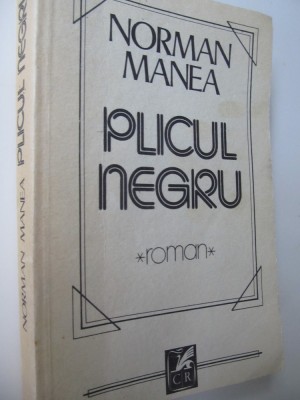 NORMAN MANEA PLICUL NEGRU
NORMAN
MANEA
PLICUL
NEGRU
*roman*
CR